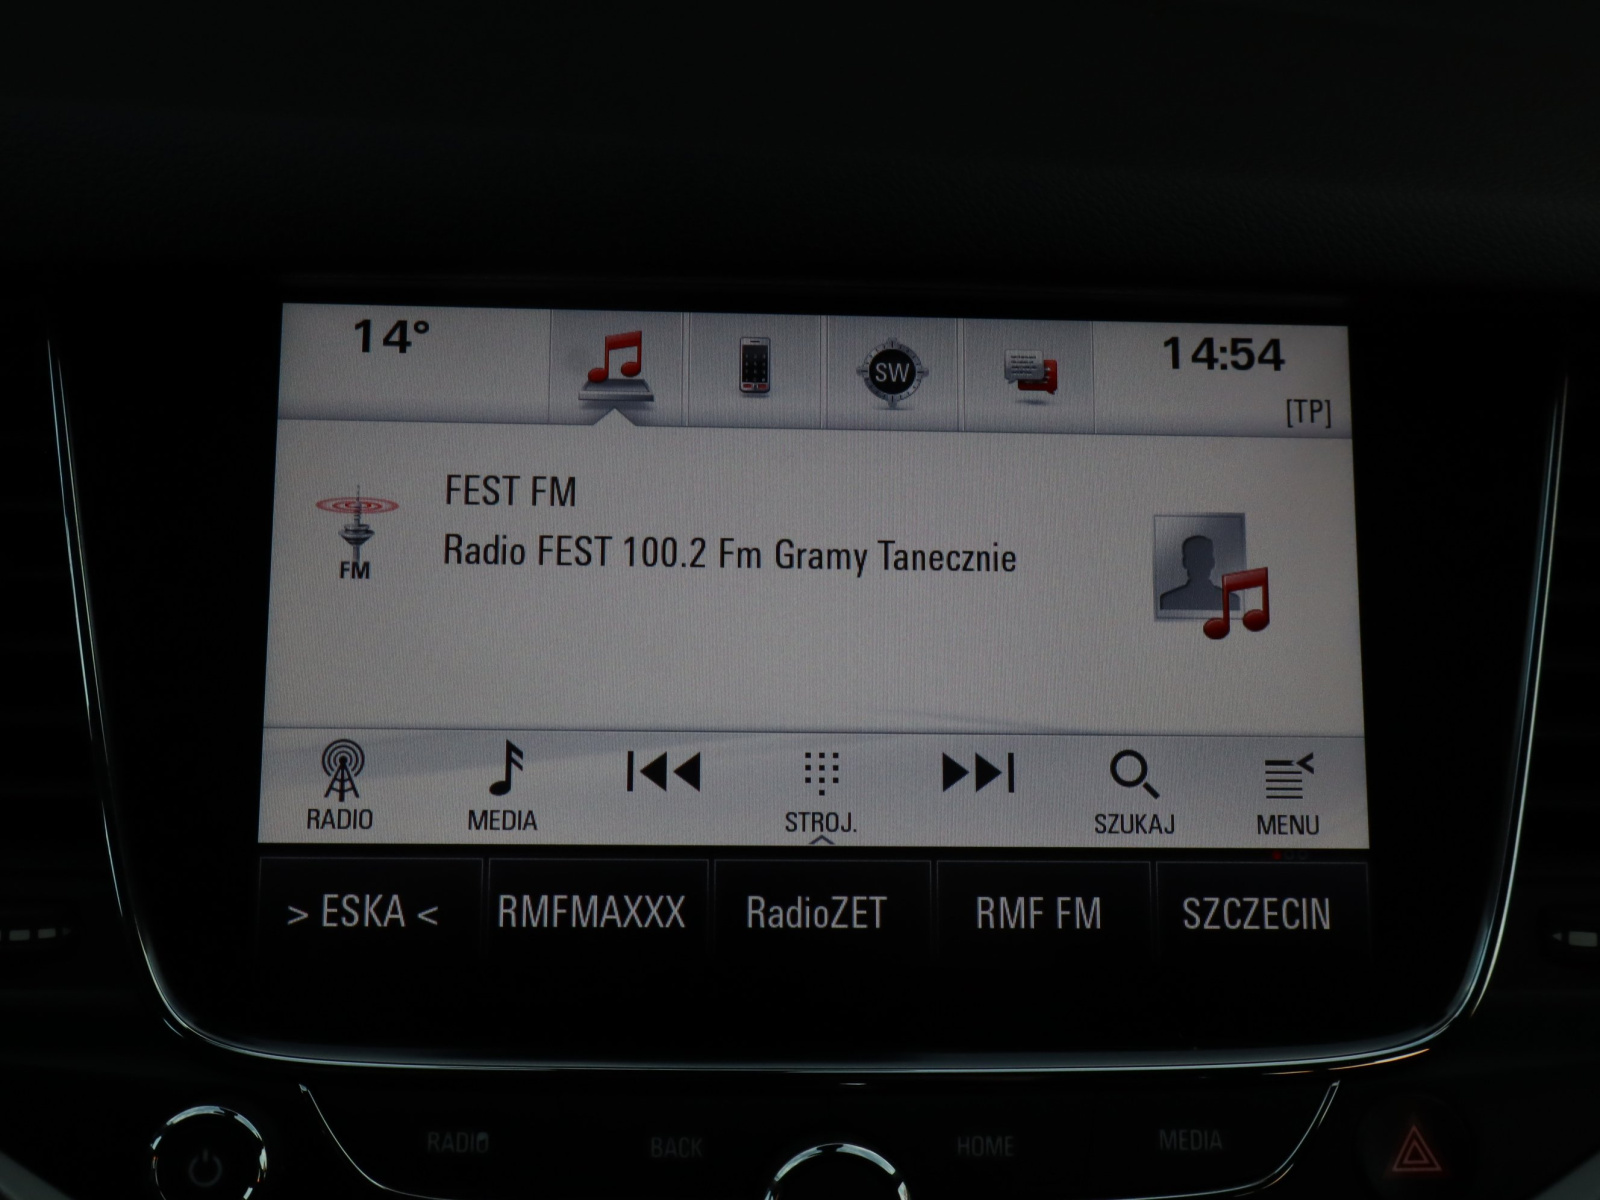 14°
SW
14:54
[TP]
FEST FM
Radio FEST 100.2 Fm Gramy Tanecznie
FM
RADIO
MEDIA
STROJ.
SZUKAJ
MENU
> ESKA <
RMFMAXXX
RadioZET
RMF FM
SZCZECIN
RADIO
BACK
HOME
MEDIA